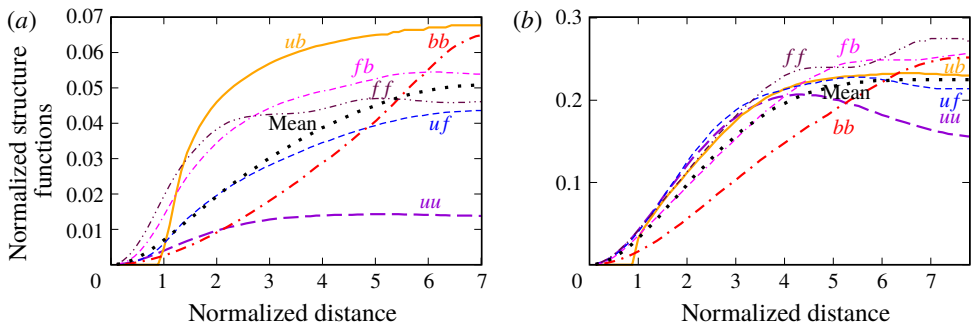 (a)
0.07
0.06
0.05
0.04
0.03
0.02
0.01
0 1 2 3 4 5 6 7
Normalized structure
functions
Normalized distance
ub
bb
fb
ff
Mean
uf
uu
(b)
0.3
0.2
0.1
0 1 2 3 4 5 6 7
Normalized distance
ff
fb
ub
Mean
uf
uu
bb